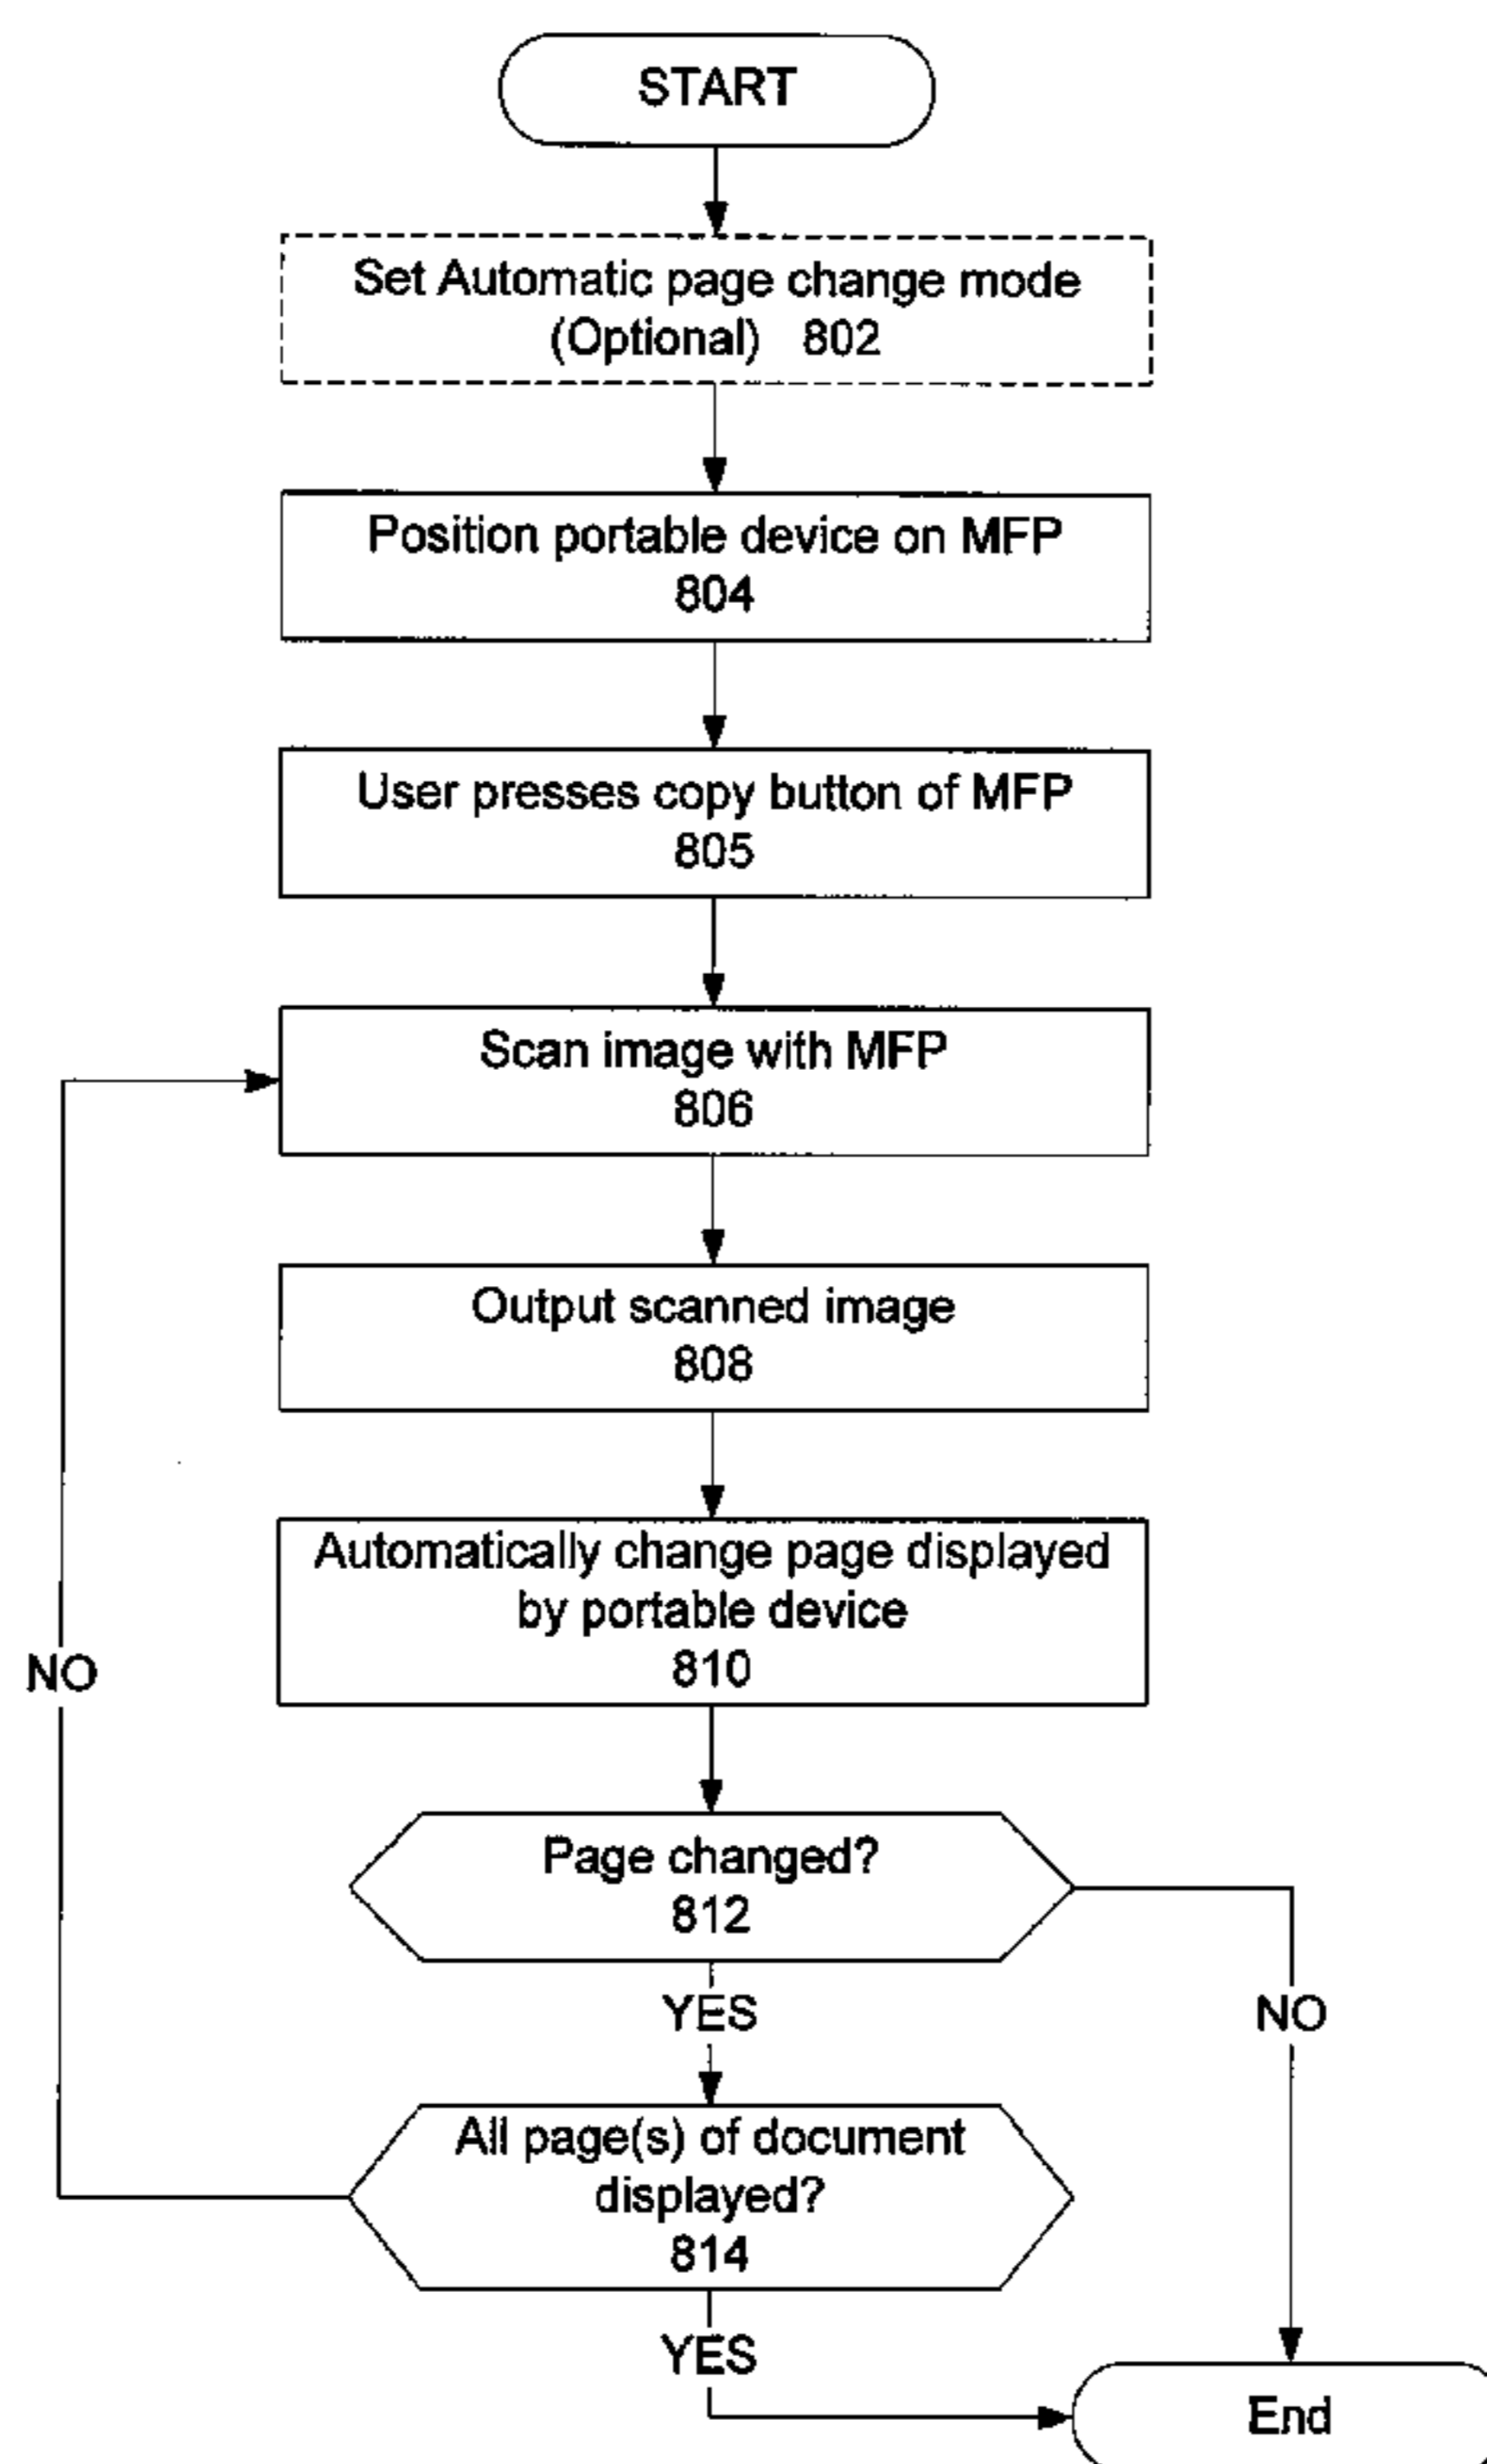 START
Set Automatic page change mode
(Optional) 802
Position portable device on MFP
804
User presses copy button of MFP
805
Scan image with MFP
806
Output scanned image
808
Automatically change page displayed
by portable device
810
NO
Page changed?
812
YES
NO
All page(s) of document
displayed?
814
YES
End